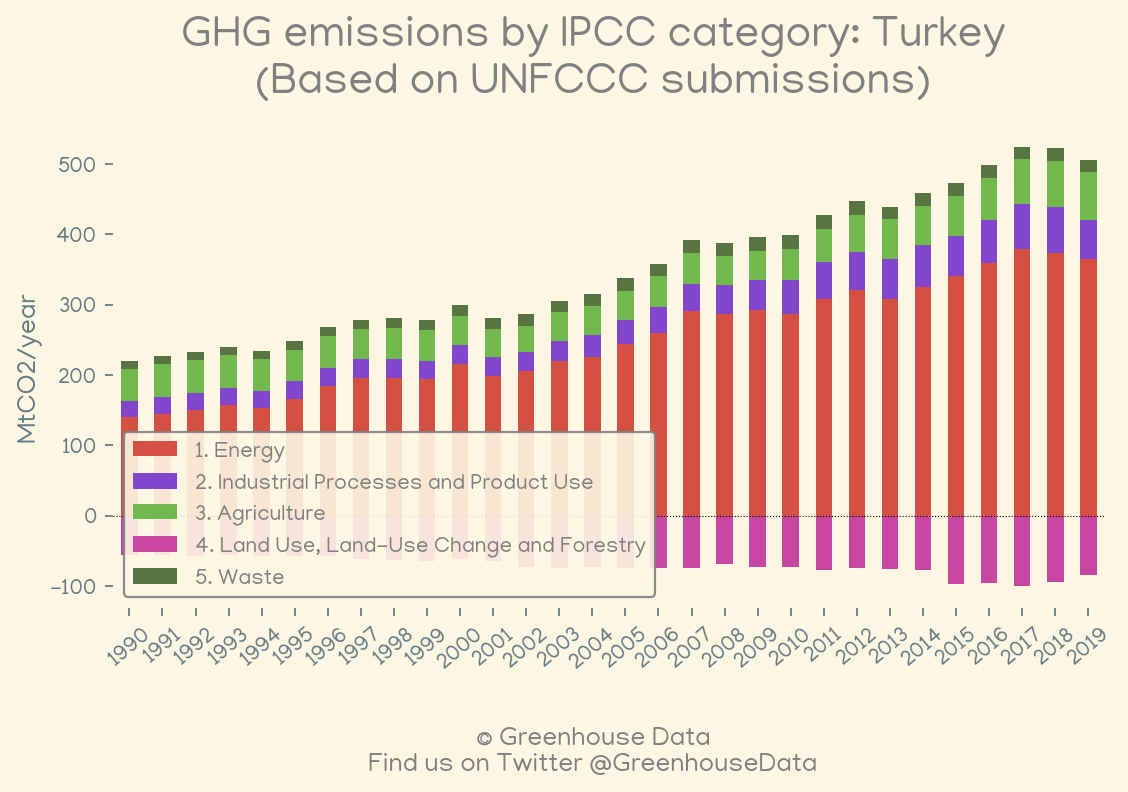 GHG emissions by IPCC category: Turkey
(Based on UNFCCC submissions)
MtCO2/year
500
400
300
200
100
0
-100
1. Energy
2. Industrial Processes and Product Use
3. Agriculture
4. Land Use, Land-Use Change and Forestry
5. Waste
1990 1991 1992 1993 1994 1995 1996 1997 1998 1999 2000 2001 2002 2003 2004 2005 2006 2007 2008 2009 2010 2011 2012 2013 2014 2015 2016 2017 2018 2019
© Greenhouse Data
Find us on Twitter @GreenhouseData